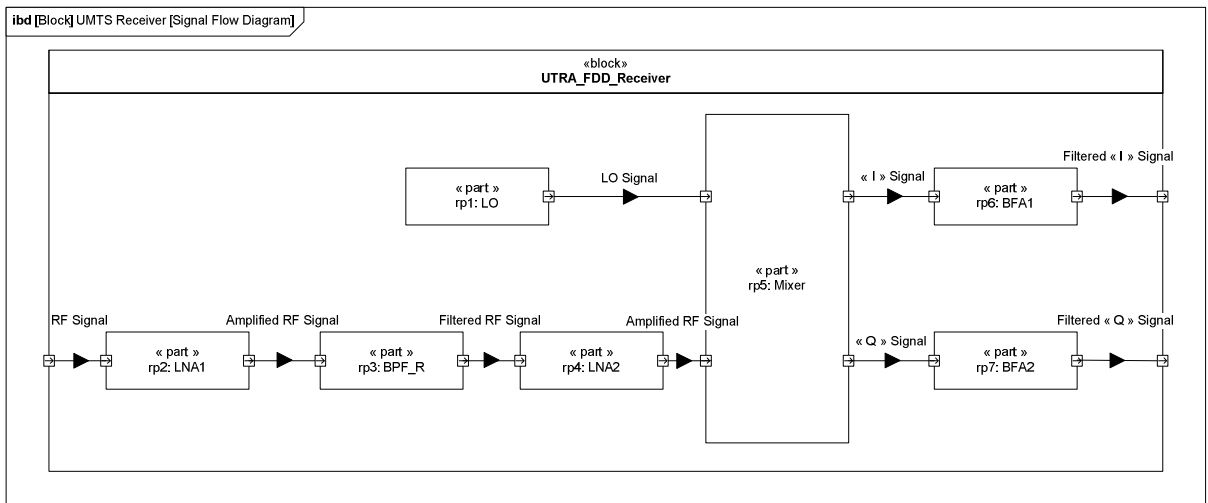 ibd [Block] UMTS Receiver [Signal Flow Diagram]
«block»
UTRA_FDD_Receiver
Filtered « I » Signal
LO Signal
« I » Signal
« part »
rp1: LO
« part »
rp6: BFA1
« part »
rp5: Mixer
RF Signal
Amplified RF Signal
Filtered RF Signal
Amplified RF Signal
Filtered « Q » Signal
« Q » Signal
« part »
rp2: LNA1
« part »
rp3: BPF_R
« part »
rp4: LNA2
« part »
rp7: BFA2